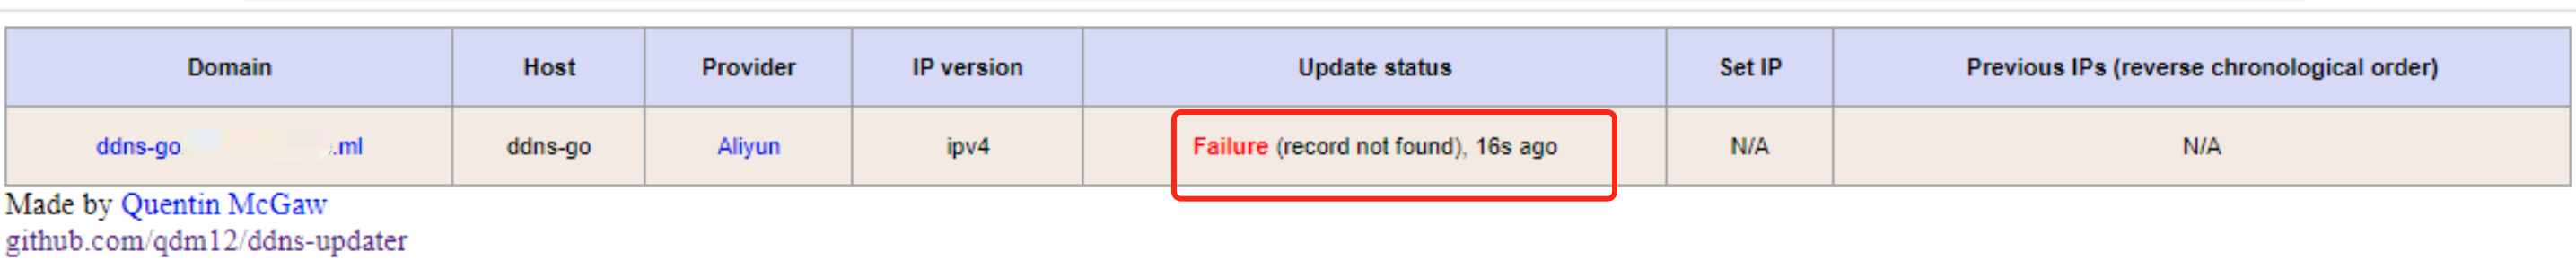 Domain Host Provider IP version Update status Set IP Previous IPs (reverse chronological order)
ddns-go. .ml ddns-go Aliyun ipv4 Failure (record not found), 16s ago N/A N/A
Made by Quentin McGaw
github.com/qdm12/ddns-updater